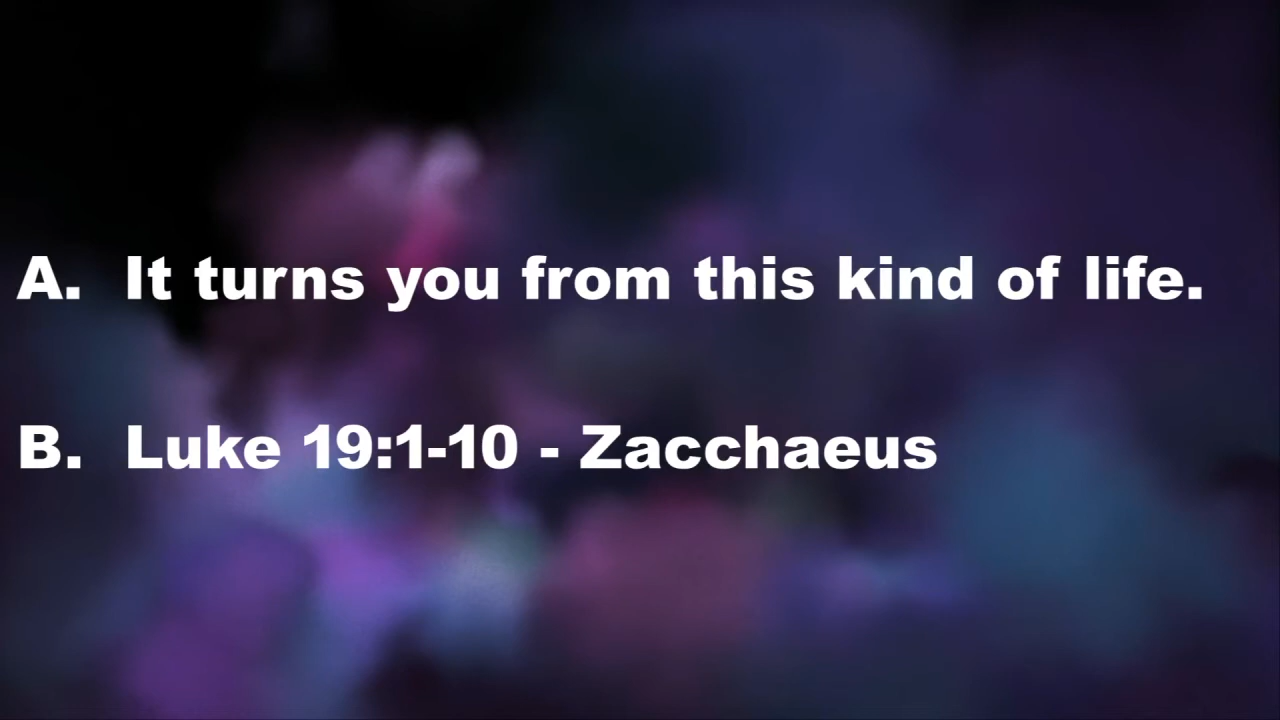 A. It turns you from this kind of life.
B. Luke 19:1-10 - Zacchaeus